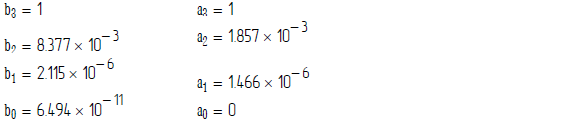 b₃ = 1
a₃ = 1
b₂ = 8.377 × 10⁻³
a₂ = 1.857 × 10⁻³
b₁ = 2.115 × 10⁻⁶
a₁ = 1.466 × 10⁻⁶
b₀ = 6.494 × 10⁻¹¹
a₀ = 0